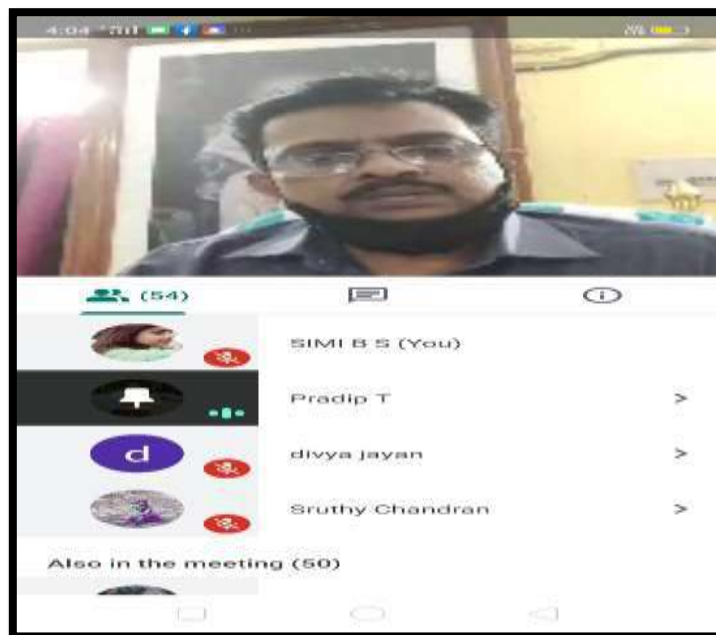 4:04
(54)
SIMI B S (You)
Pradip T
d
divya jayan
Sruthy Chandran
Also in the meeting (50)